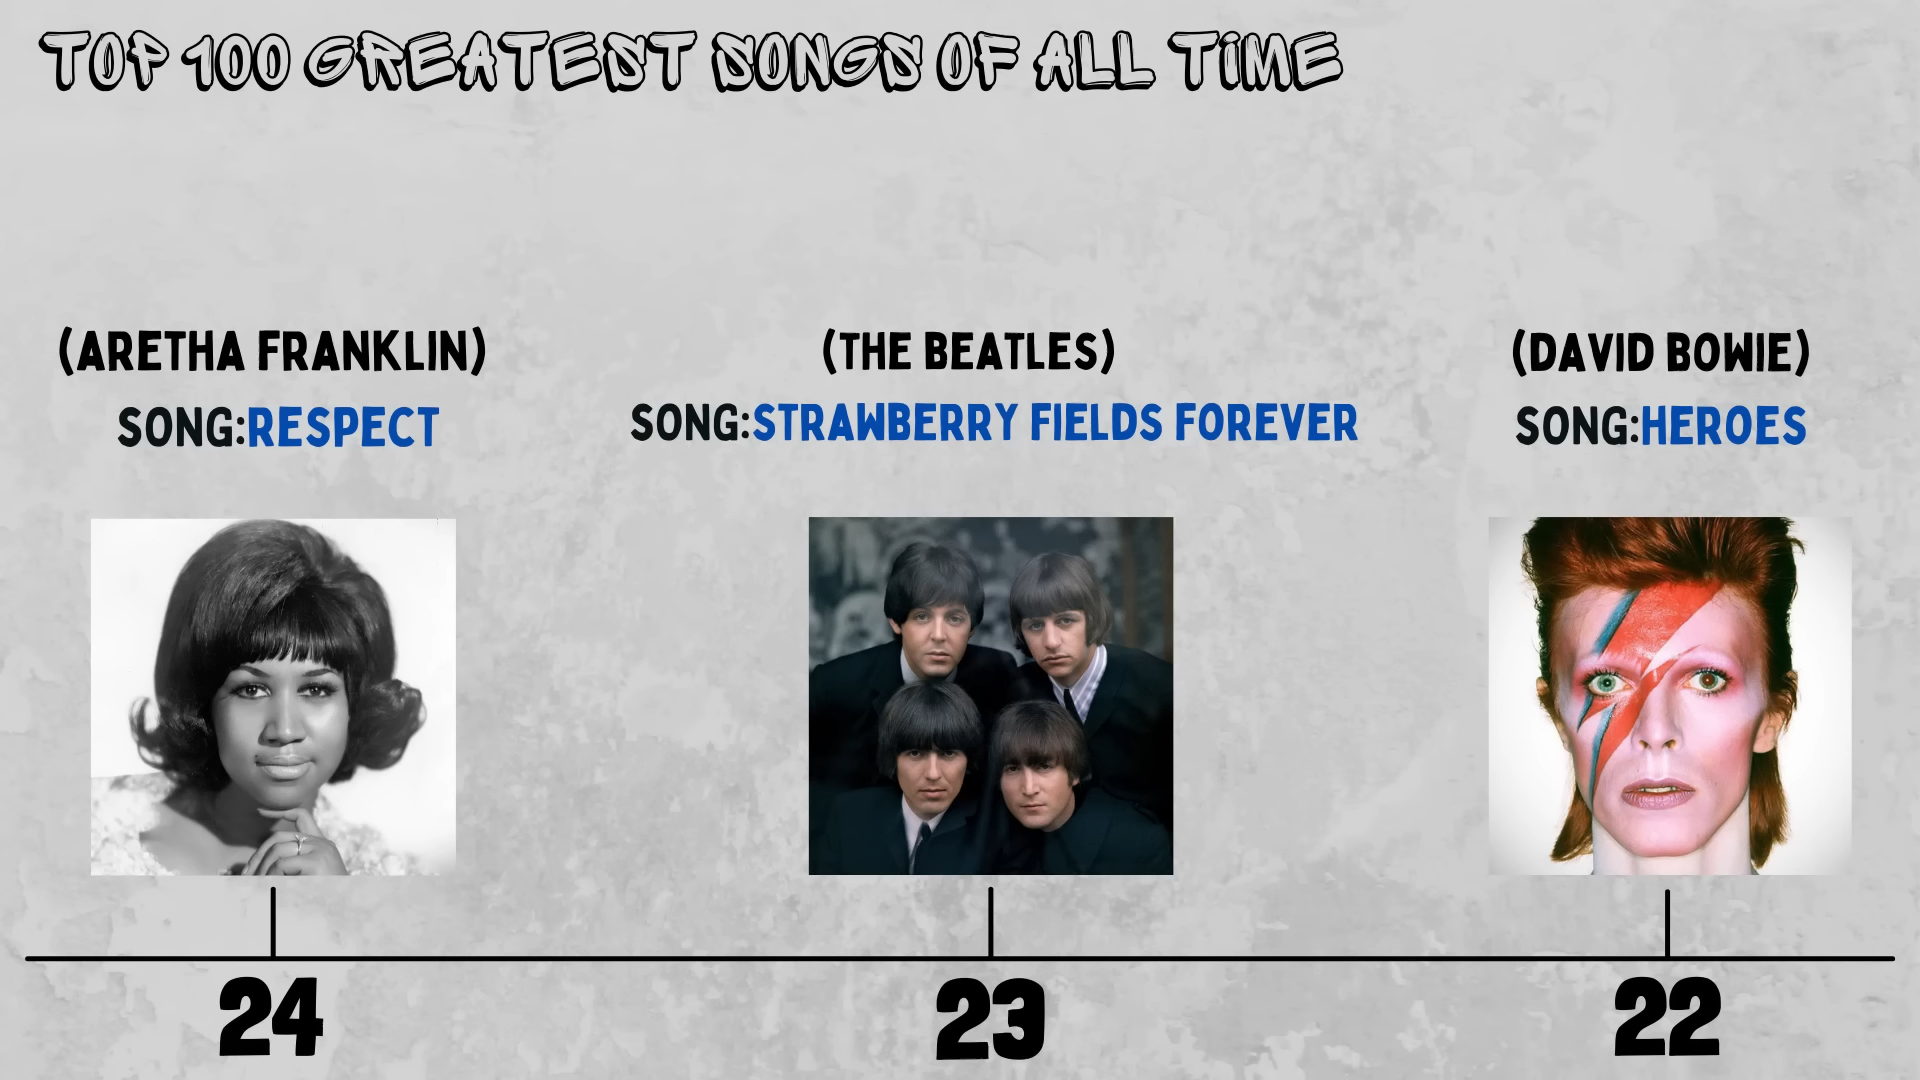 TOP 100 GREATEST SONGS OF ALL TIME
(ARETHA FRANKLIN)
SONG:RESPECT
(THE BEATLES)
SONG:STRAWBERRY FIELDS FOREVER
(DAVID BOWIE)
SONG:HEROES
24
23
22